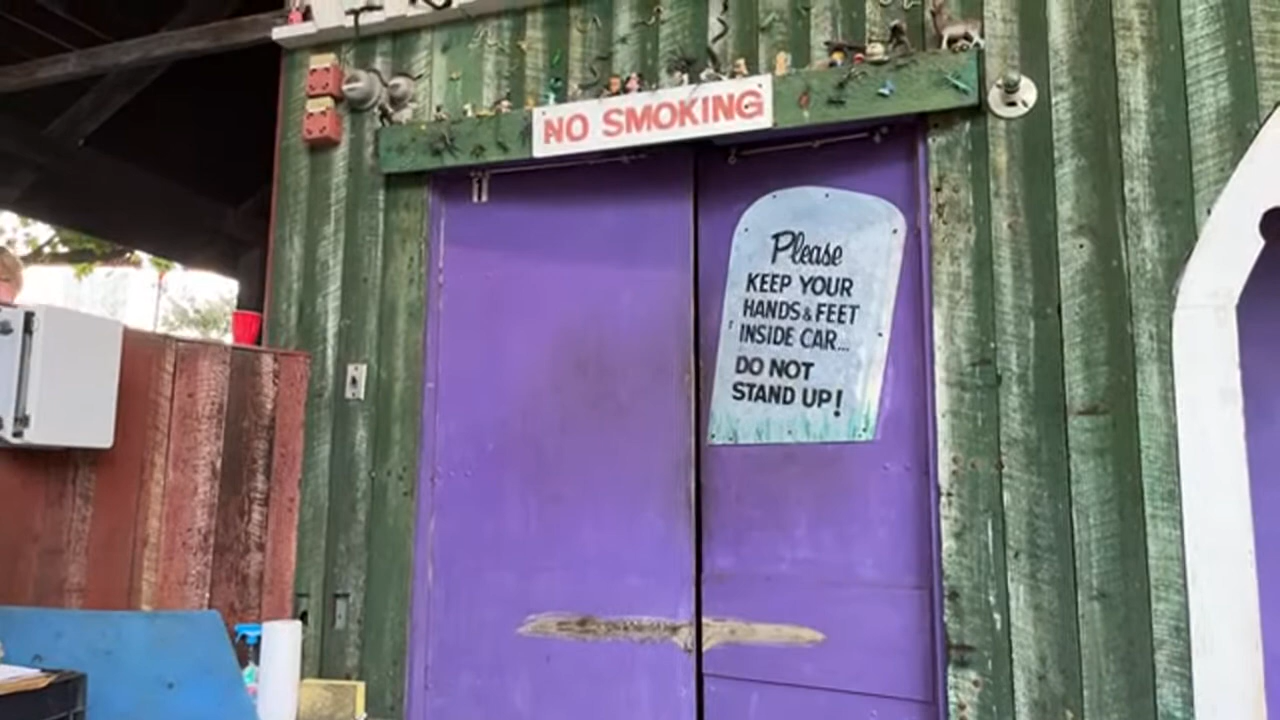 NO SMOKING
Please
KEEP YOUR
HANDS & FEET
INSIDE CAR...
DO NOT
STAND UP!